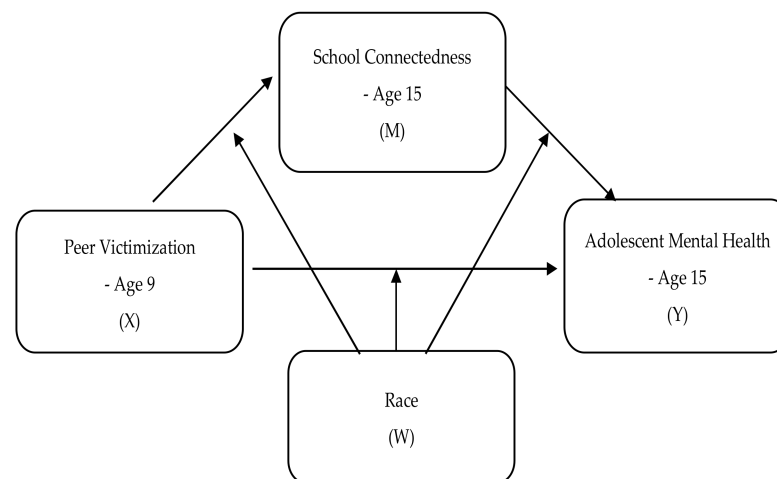 School Connectedness
- Age 15
(M)
Peer Victimization
- Age 9
(X)
Adolescent Mental Health
- Age 15
(Y)
Race
(W)